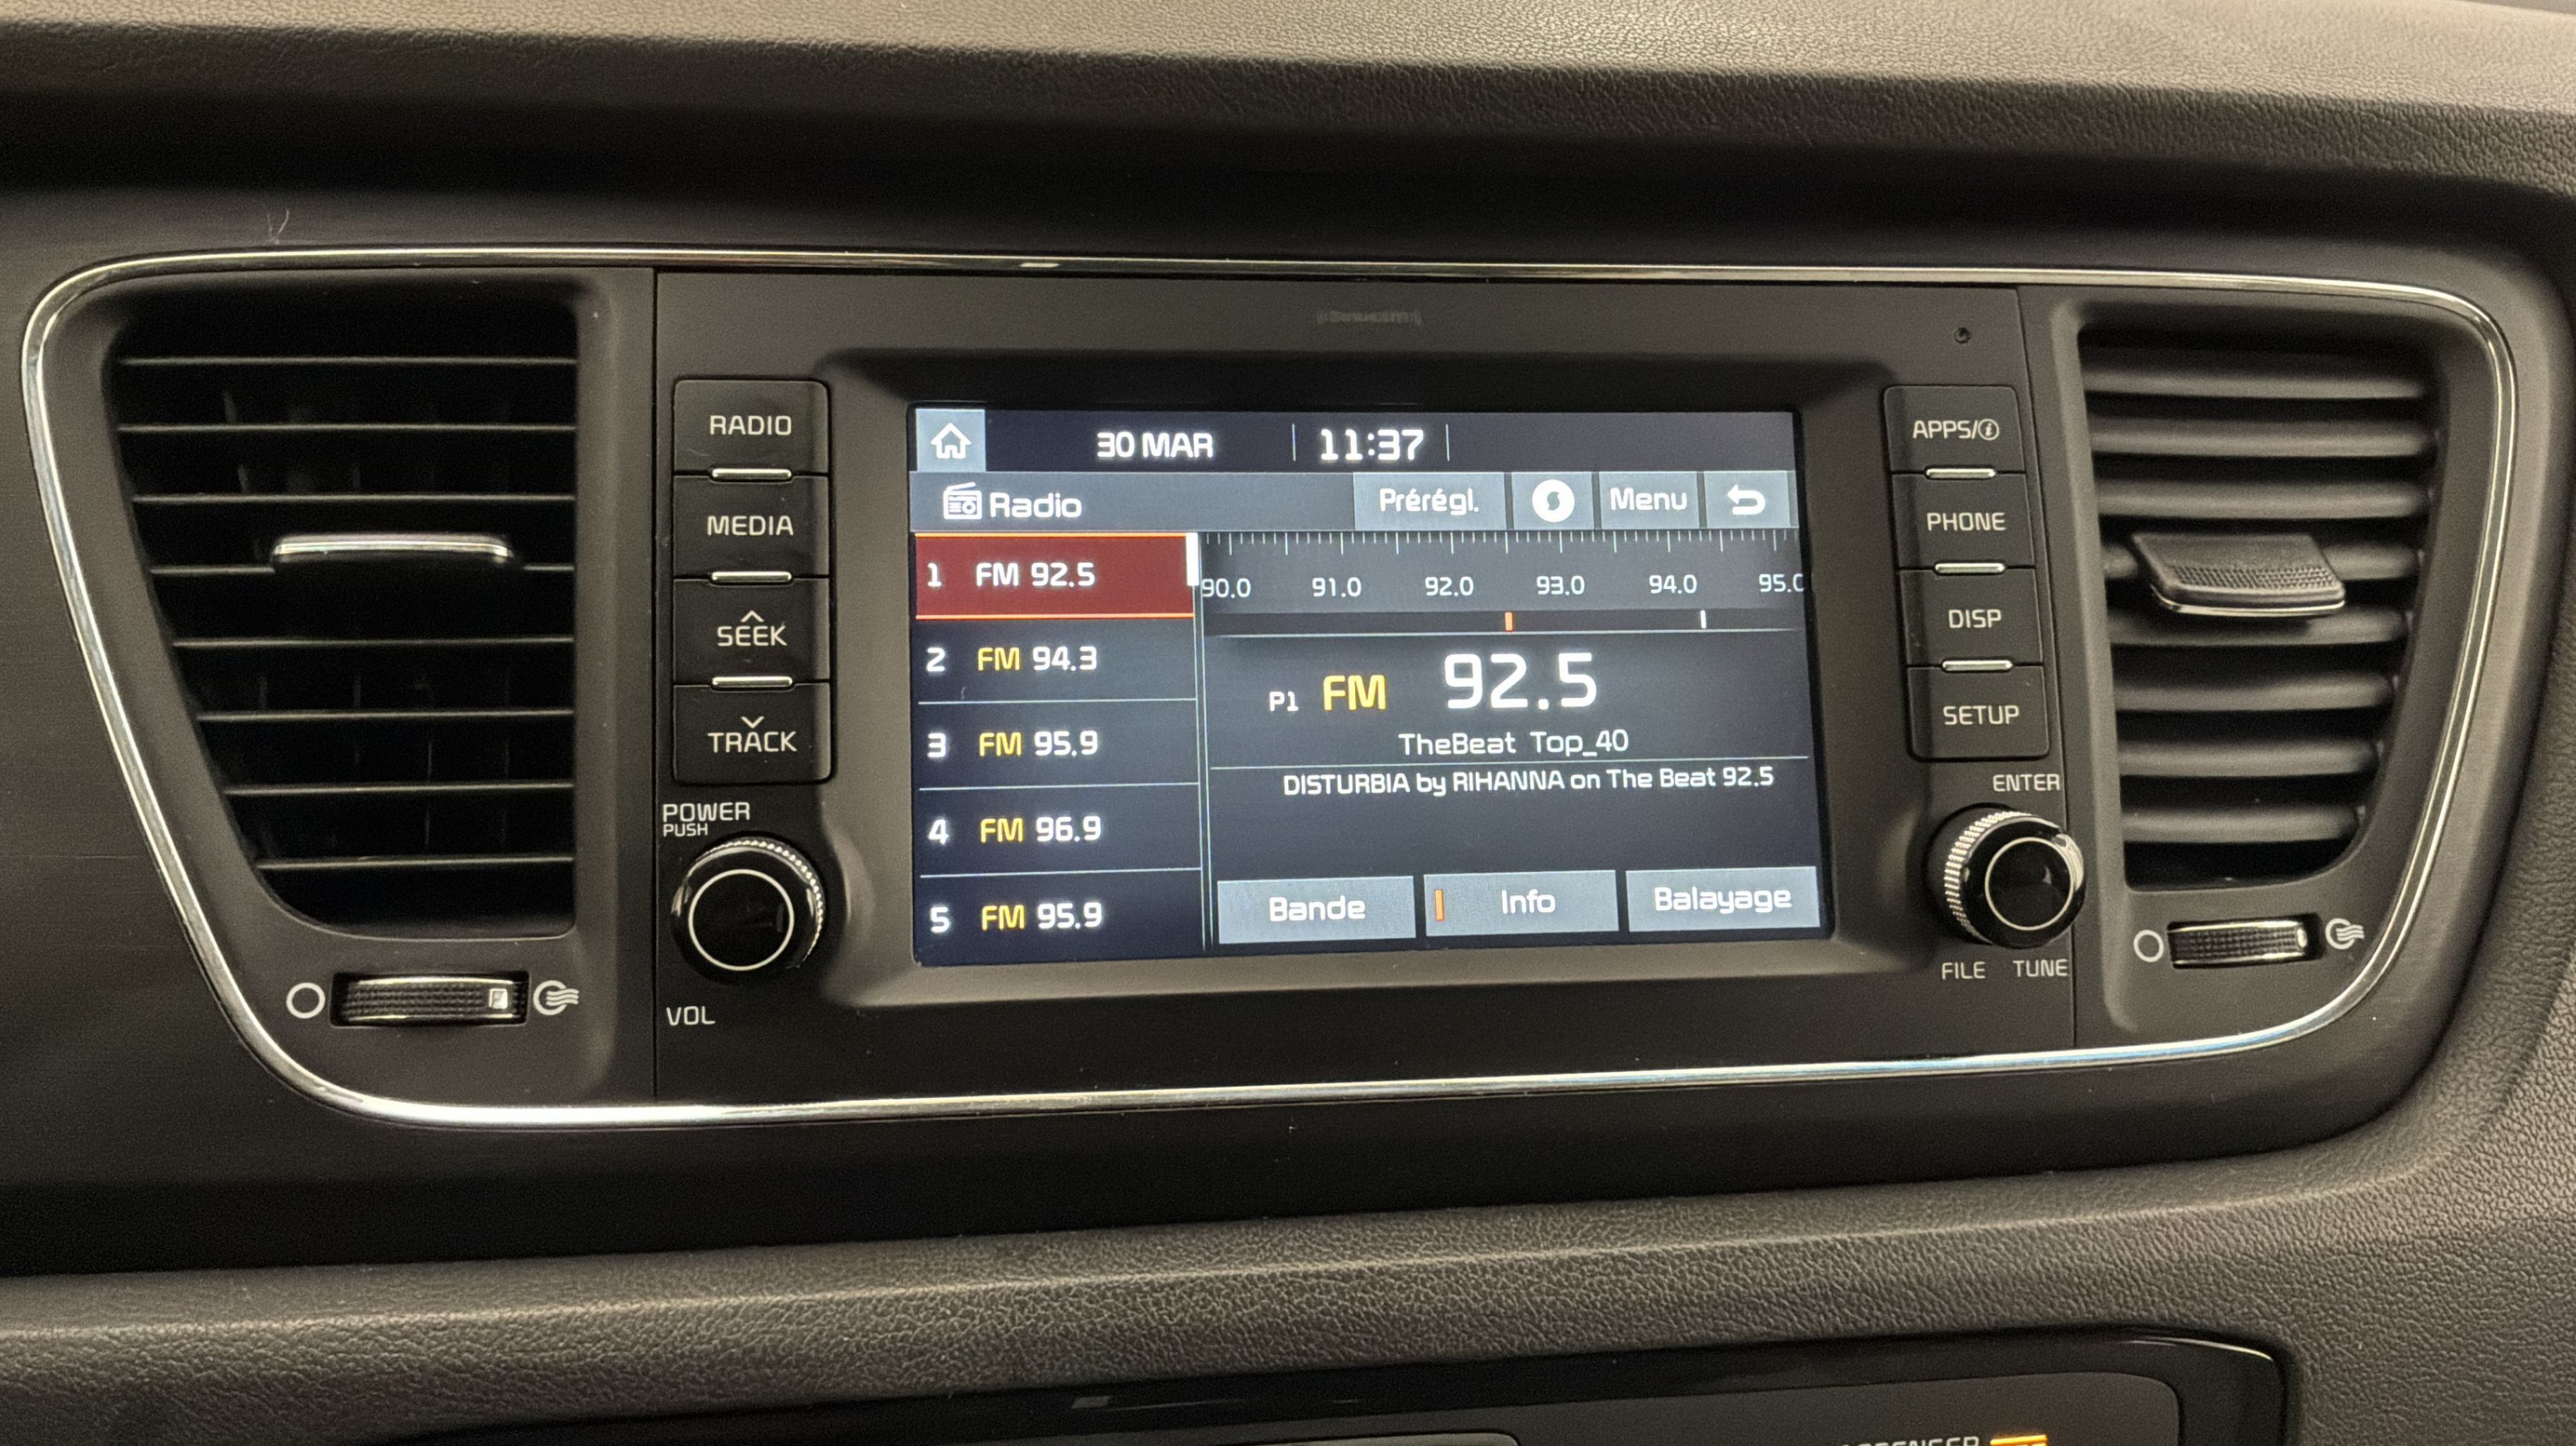 ((SiriusXM))
RADIO
MEDIA
SEEK
TRACK
POWER
PUSH
VOL
30 MAR 11:37
Radio Prérégl. Menu
1 FM 92.5
2 FM 94.3
3 FM 95.9
4 FM 96.9
5 FM 95.9
90.0 91.0 92.0 93.0 94.0 95.0
P1 FM 92.5
TheBeat Top_40
DISTURBIA by RIHANNA on The Beat 92.5
Bande Info Balayage
APPS/i
PHONE
DISP
SETUP
ENTER
FILE TUNE